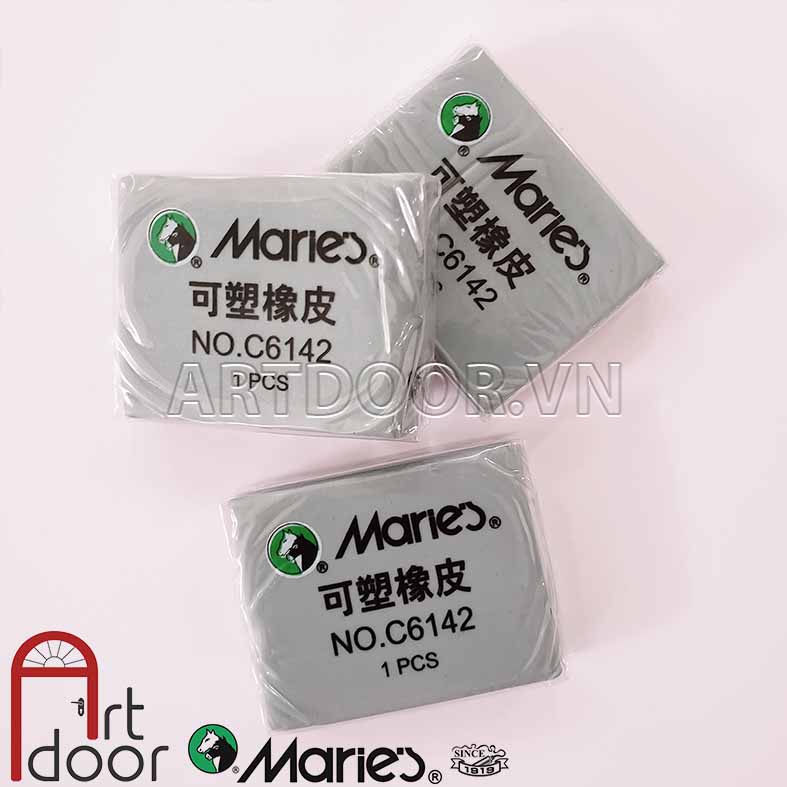 Marie's®
®
可塑橡皮
NO.C6142
1 PCS
Marie's®
®
可塑橡皮
C6142
ARTDOOR.VN
Marie's®
®
可塑橡皮
NO.C6142
1 PCS
Art
door
® Marie's®
SINCE
1919